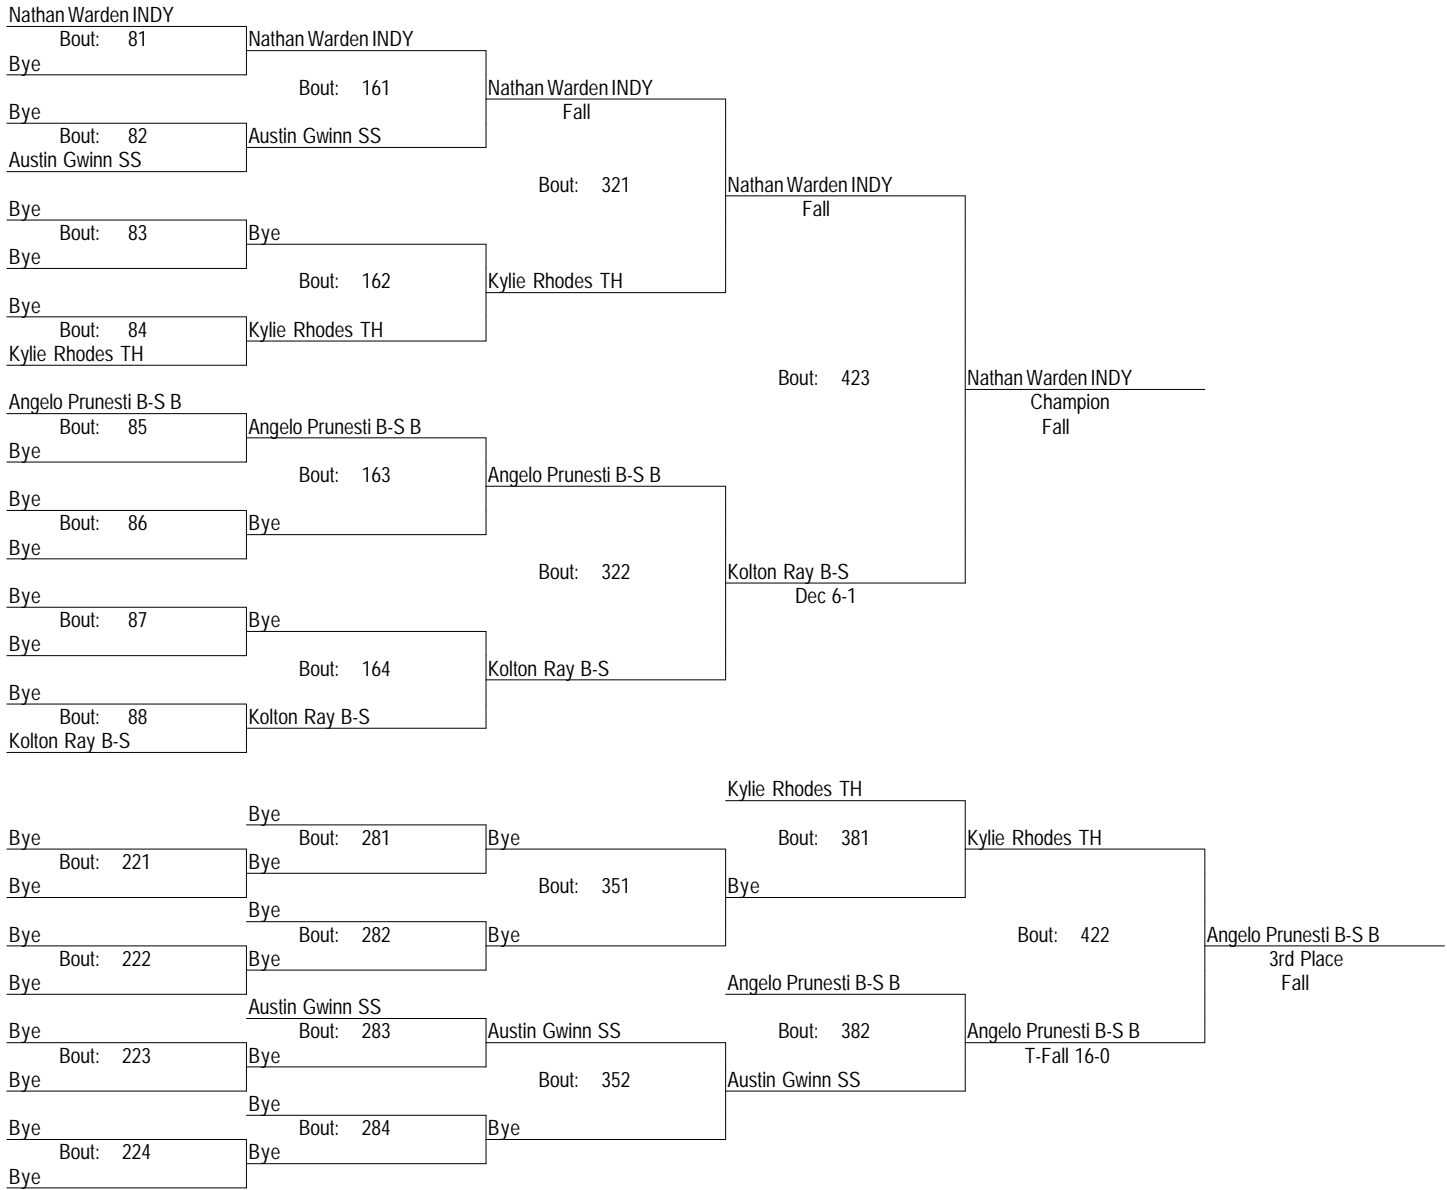 Nathan Warden INDY
Bout: 81 Nathan Warden INDY
Bye
Bout: 161 Nathan Warden INDY
Bye Fall
Bout: 82 Austin Gwinn SS
Austin Gwinn SS
Bout: 321 Nathan Warden INDY
Bye Fall
Bout: 83 Bye
Bye
Bout: 162 Kylie Rhodes TH
Bye
Bout: 84 Kylie Rhodes TH
Kylie Rhodes TH
Bout: 423 Nathan Warden INDY
Angelo Prunesti B-S B Champion
Bout: 85 Angelo Prunesti B-S B Fall
Bye
Bout: 163 Angelo Prunesti B-S B
Bye
Bout: 86 Bye
Bye
Bout: 322 Kolton Ray B-S
Bye Dec 6-1
Bout: 87 Bye
Bye
Bout: 164 Kolton Ray B-S
Bye
Bout: 88 Kolton Ray B-S
Kolton Ray B-S
Kylie Rhodes TH
Bye
Bye Bout: 281 Bye Bout: 381 Kylie Rhodes TH
Bout: 221 Bye
Bye Bout: 351 Bye
Bye
Bye Bout: 282 Bye Bout: 422 Angelo Prunesti B-S B
Bout: 222 Bye 3rd Place
Bye Angelo Prunesti B-S B Fall
Austin Gwinn SS
Bye Bout: 283 Austin Gwinn SS Bout: 382 Angelo Prunesti B-S B
Bout: 223 Bye T-Fall 16-0
Bye Bout: 352 Austin Gwinn SS
Bye
Bye Bout: 284 Bye
Bout: 224 Bye
Bye